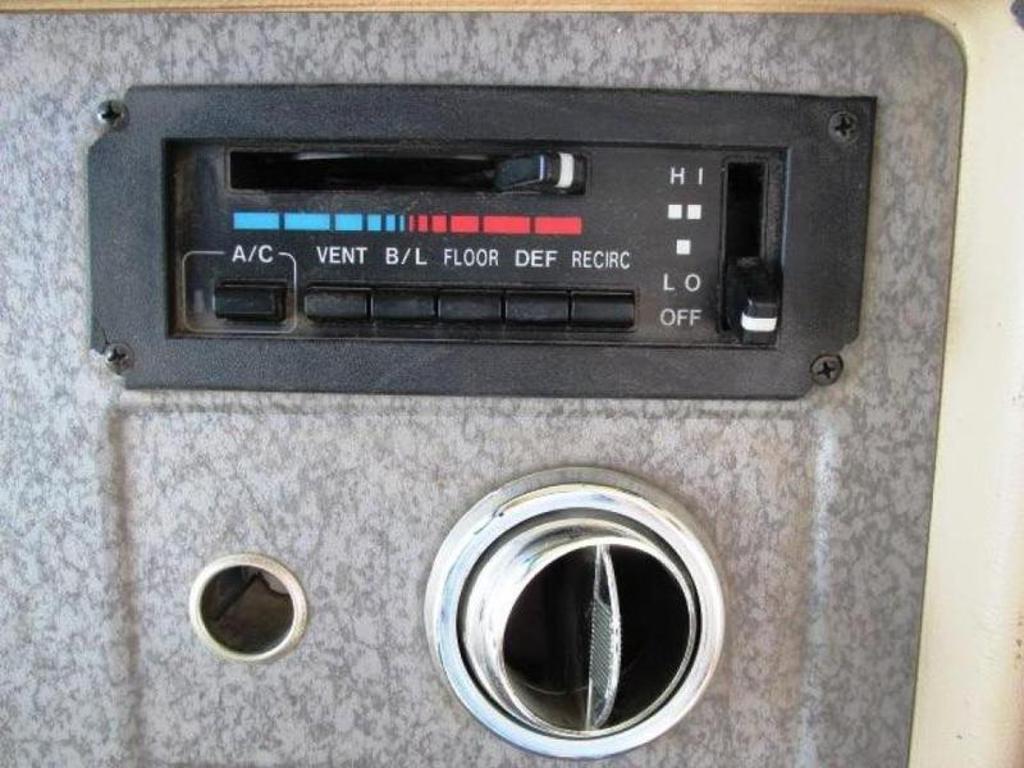 HI
A/C VENT B/L FLOOR DEF RECIRC
LO
OFF